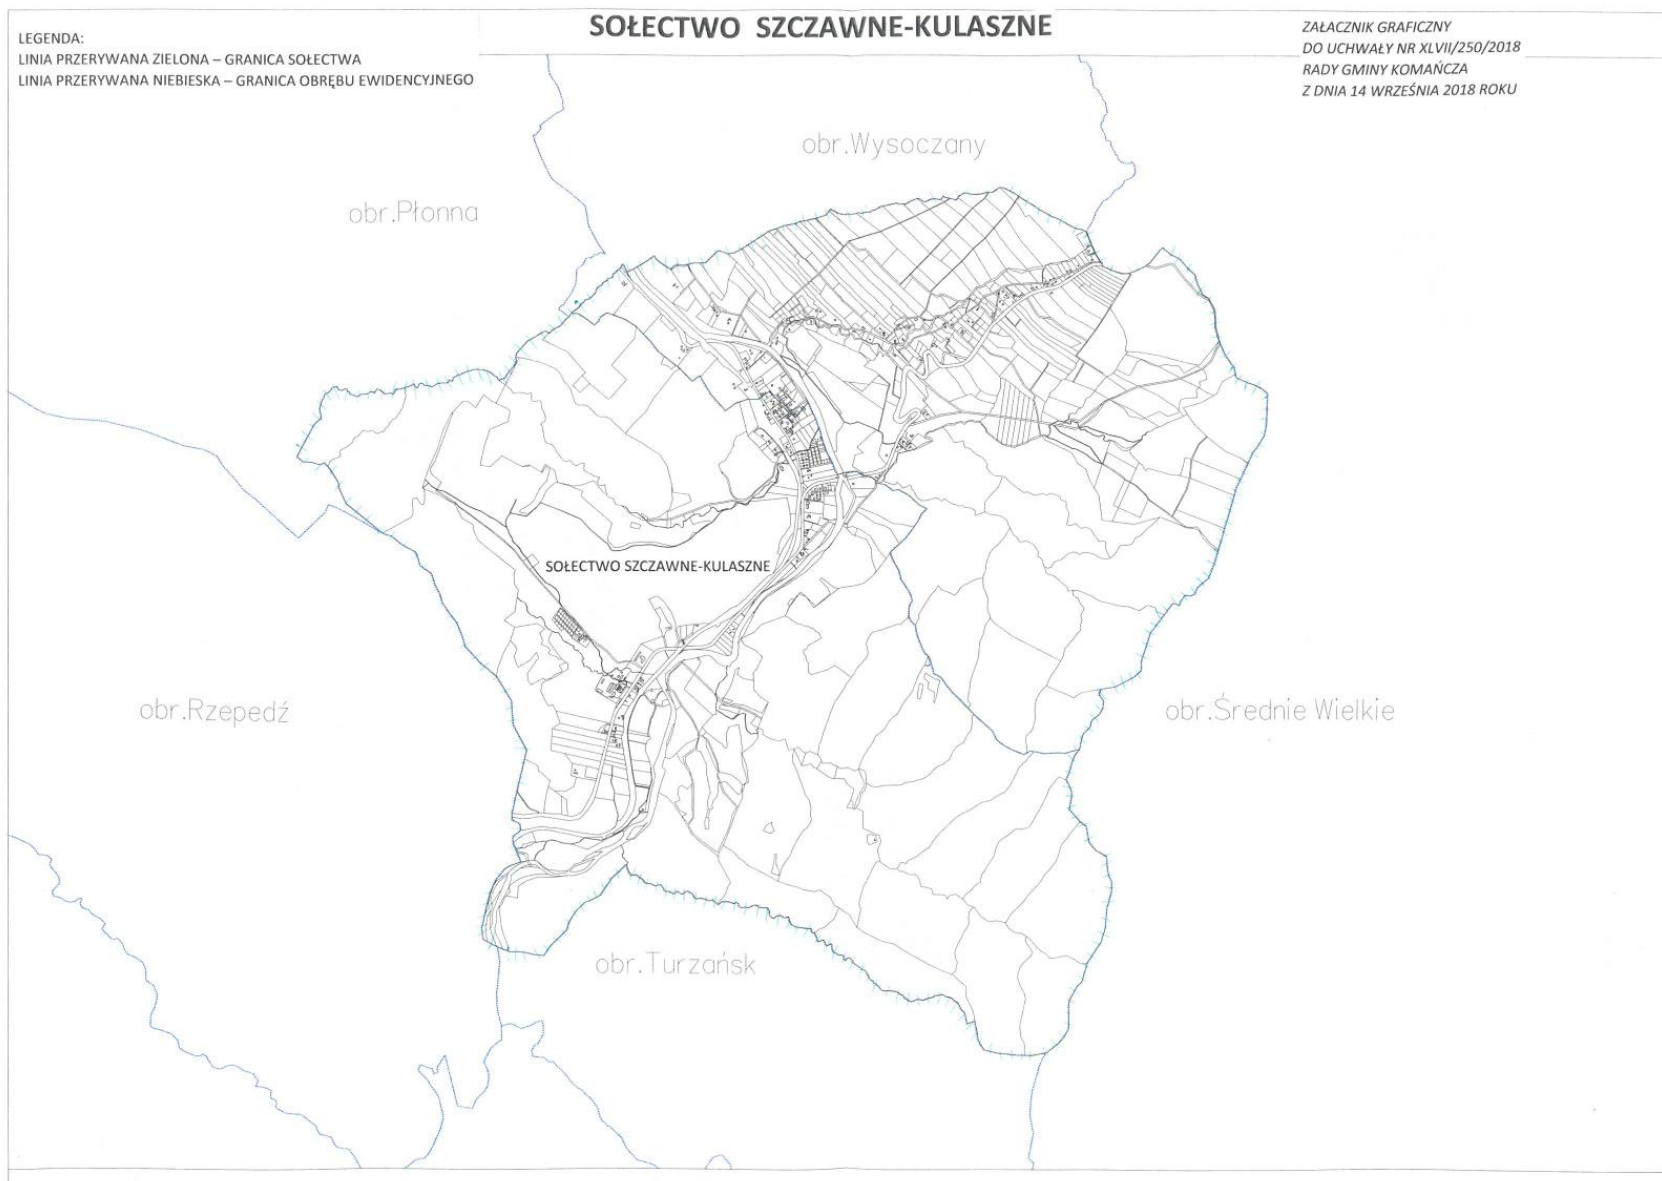 SOŁECTWO SZCZAWNE-KULASZNE
LEGENDA:
LINIA PRZERYWANA ZIELONA – GRANICA SOŁECTWA
LINIA PRZERYWANA NIEBIESKA – GRANICA OBRĘBU EWIDENCYJNEGO
ZAŁACZNIK GRAFICZNY
DO UCHWAŁY NR XLVII/250/2018
RADY GMINY KOMAŃCZA
Z DNIA 14 WRZEŚNIA 2018 ROKU
obr.Wysoczany
obr.Płonna
SOŁECTWO SZCZAWNE-KULASZNE
obr.Rzepedź
obr.Średnie Wielkie
obr.Turzańsk